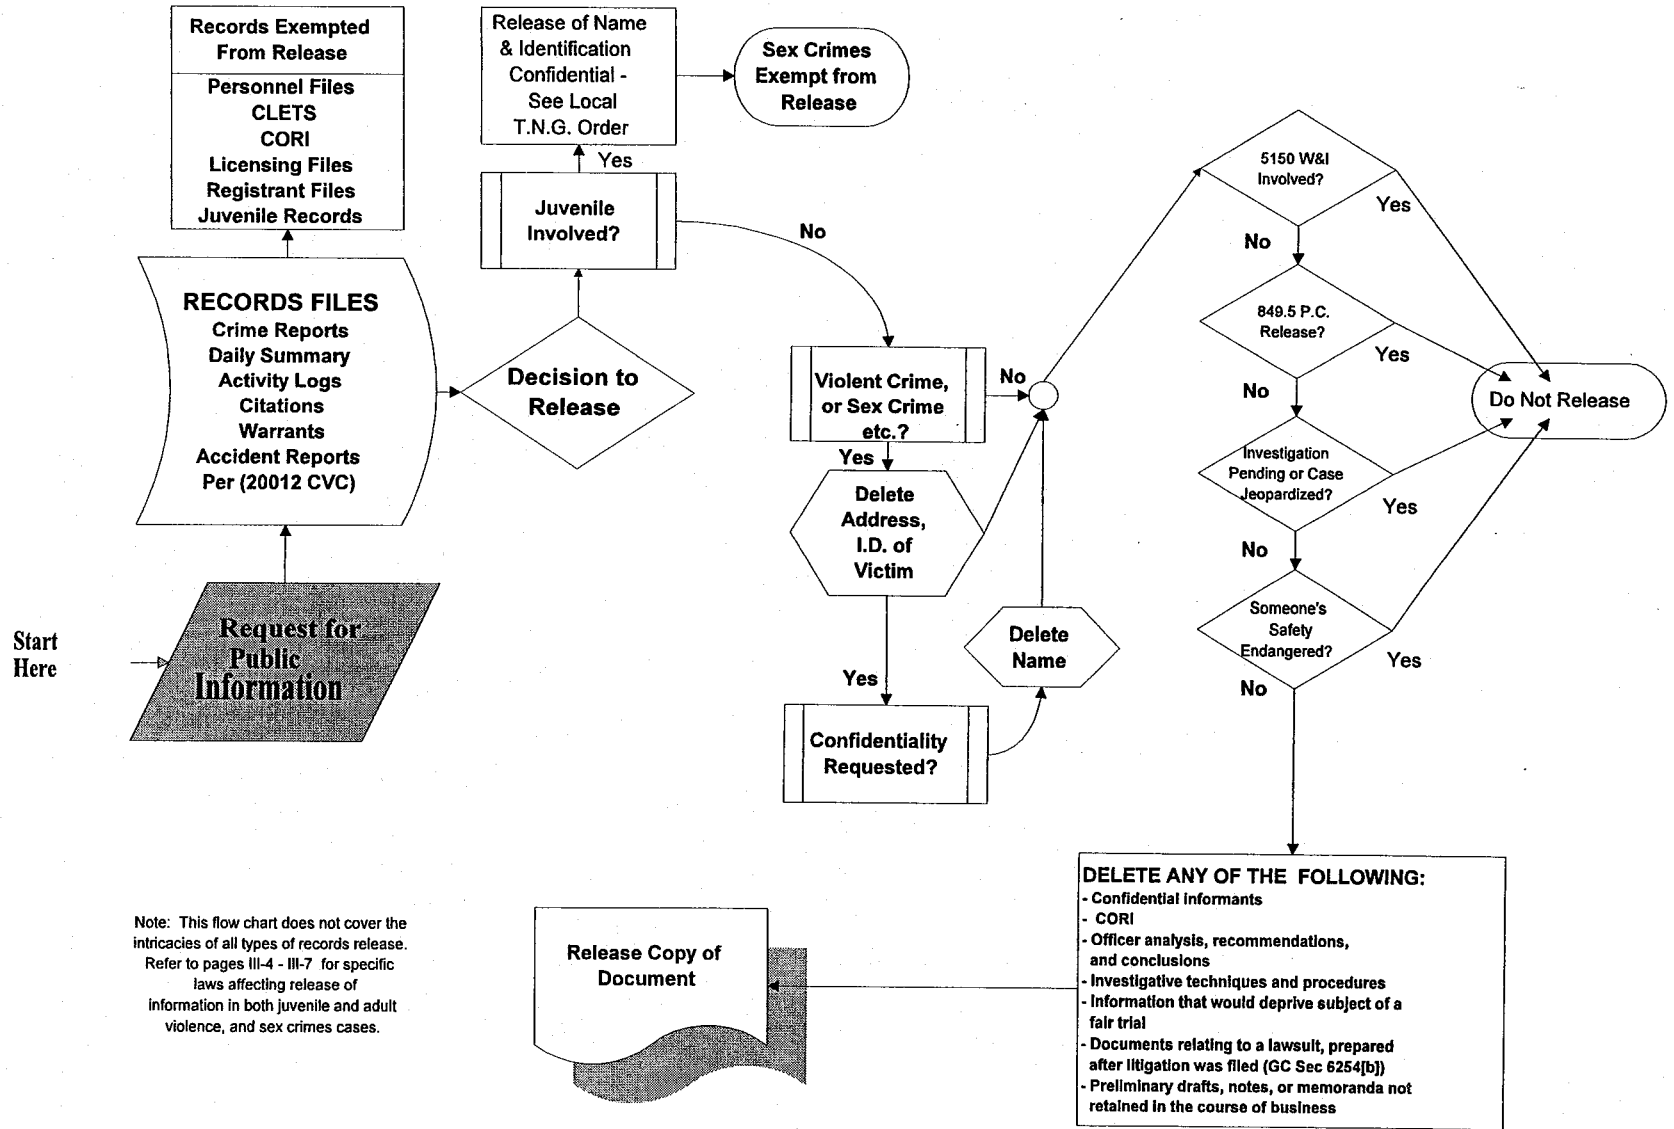 Records Exempted
From Release
Personnel Files
CLETS
CORI
Licensing Files
Registrant Files
Juvenile Records
RECORDS FILES
Crime Reports
Daily Summary
Activity Logs
Citations
Warrants
Accident Reports
Per (20012 CVC)
Start
Here
Request for
Public
Information
Decision to
Release
Juvenile
Involved?
Yes
Release of Name
& Identification
Confidential -
See Local
T.N.G. Order
Sex Crimes
Exempt from
Release
No
Violent Crime,
or Sex Crime
etc.?
No
Yes
Delete
Address,
I.D. of
Victim
Yes
Confidentiality
Requested?
Delete
Name
5150 W&I
Involved?
Yes
No
849.5 P.C.
Release?
Yes
No
Investigation
Pending or Case
Jeopardized?
Yes
No
Someone's
Safety
Endangered?
Yes
No
Do Not Release
DELETE ANY OF THE FOLLOWING:
- Confidential informants
- CORI
- Officer analysis, recommendations,
and conclusions
- Investigative techniques and procedures
- Information that would deprive subject of a
fair trial
- Documents relating to a lawsuit, prepared
after litigation was filed (GC Sec 6254[b])
- Preliminary drafts, notes, or memoranda not
retained in the course of business
Release Copy of
Document
Note: This flow chart does not cover the
intricacies of all types of records release.
Refer to pages III-4 - III-7 for specific
laws affecting release of
information in both juvenile and adult
violence, and sex crimes cases.